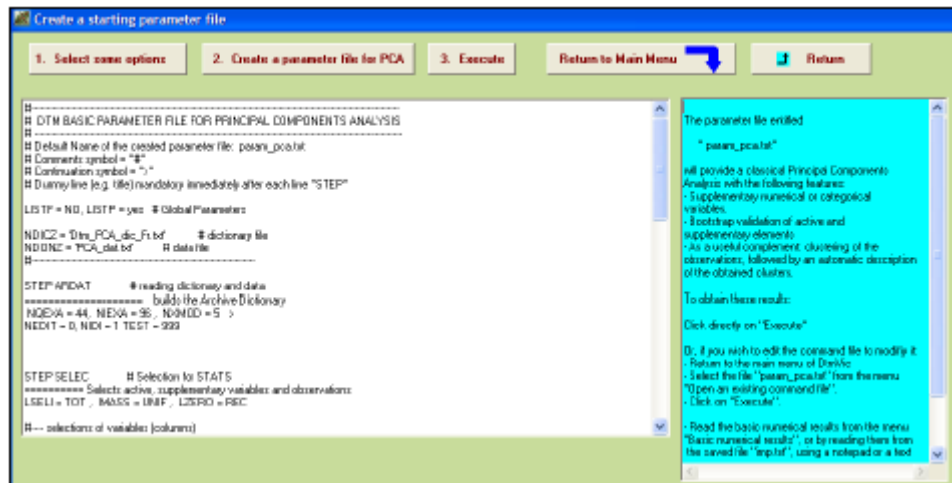 Create a starting parameter file
1. Select some options
2. Create a parameter file for PCA
3. Execute
Return to Main Menu
Return
#---------------------------------------------------------------------------
# DTM BASIC PARAMETER FILE FOR PRINCIPAL COMPONENTS ANALYSIS
#---------------------------------------------------------------------------
# Default Name of the created parameter file: param_pca.txt
# Comments symbol = "#"
# Continuation symbol = ">"
# Dummy line (e.g. title) mandatory immediately after each line "STEP"
LISTP = NO, LISTF = yes # Global Parameters
NDICZ = 'Dtm_PCA_dic_Fr.txt' # dictionary file
NDONZ = 'PCA_dat.txt' # data file
#---------------------------------------------
STEP ARDAT # reading dictionary and data
==================== builds the Archive Dictionary
NQEXA = 44, NIEXA = 96, NXMOD = 5 >
NEDIT = 0, NIDI = 1 TEST = 999
STEP SELEC # Selection for STATS
========== Selects active, supplementary variables and observations
LSELI = TOT, IMASS = UNIF, LZERO = REC
#--- selections of variables (columns)
The parameter file entitled
" param_pca.txt"
will provide a classical Principal Components
Analysis with the following features:
- Supplementary numerical or categorical
variables.
- Bootstrap validation of active and
supplementary elements
- As a useful complement: clustering of the
observations, followed by an automatic description
of the obtained clusters.
To obtain these results:
Click directly on "Execute"
Or, if you wish to edit the command file to modify it:
- Return to the main menu of DtmVic
- Select the file "param_pca.txt" from the menu
"Open an existing command file".
- Click on "Execute".
- Read the basic numerical results from the menu
"Basic numerical results", or by reading them from
the saved file "imp.txt", using a notepad or a text